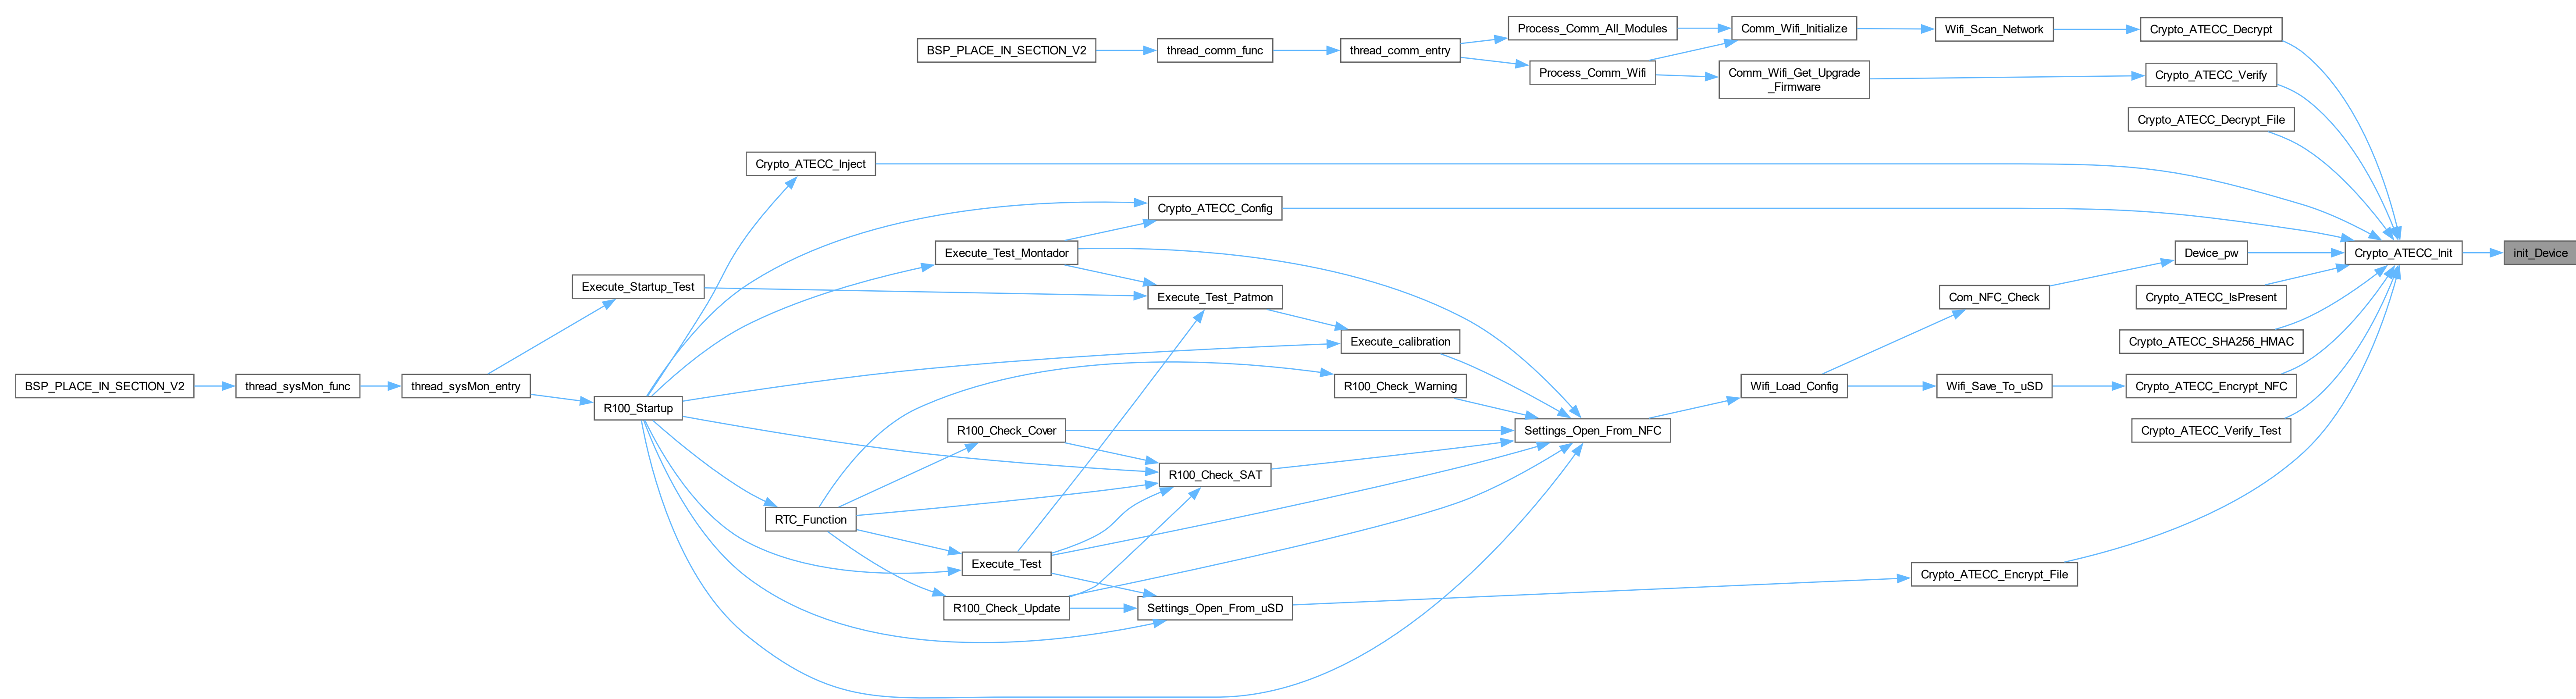 Process_Comm_All_Modules
Comm_Wifi_Initialize
Wifi_Scan_Network
Crypto_ATECC_Decrypt
BSP_PLACE_IN_SECTION_V2
thread_comm_func
thread_comm_entry
Process_Comm_Wifi
Comm_Wifi_Get_Upgrade
_Firmware
Crypto_ATECC_Verify
Crypto_ATECC_Decrypt_File
Crypto_ATECC_Inject
Crypto_ATECC_Config
Execute_Test_Montador
Device_pw
Crypto_ATECC_Init
init_Device
Execute_Startup_Test
Execute_Test_Patmon
Com_NFC_Check
Crypto_ATECC_IsPresent
Execute_calibration
Crypto_ATECC_SHA256_HMAC
BSP_PLACE_IN_SECTION_V2
thread_sysMon_func
thread_sysMon_entry
R100_Check_Warning
Wifi_Load_Config
Wifi_Save_To_uSD
Crypto_ATECC_Encrypt_NFC
R100_Startup
R100_Check_Cover
Settings_Open_From_NFC
Crypto_ATECC_Verify_Test
R100_Check_SAT
RTC_Function
Execute_Test
Crypto_ATECC_Encrypt_File
R100_Check_Update
Settings_Open_From_uSD